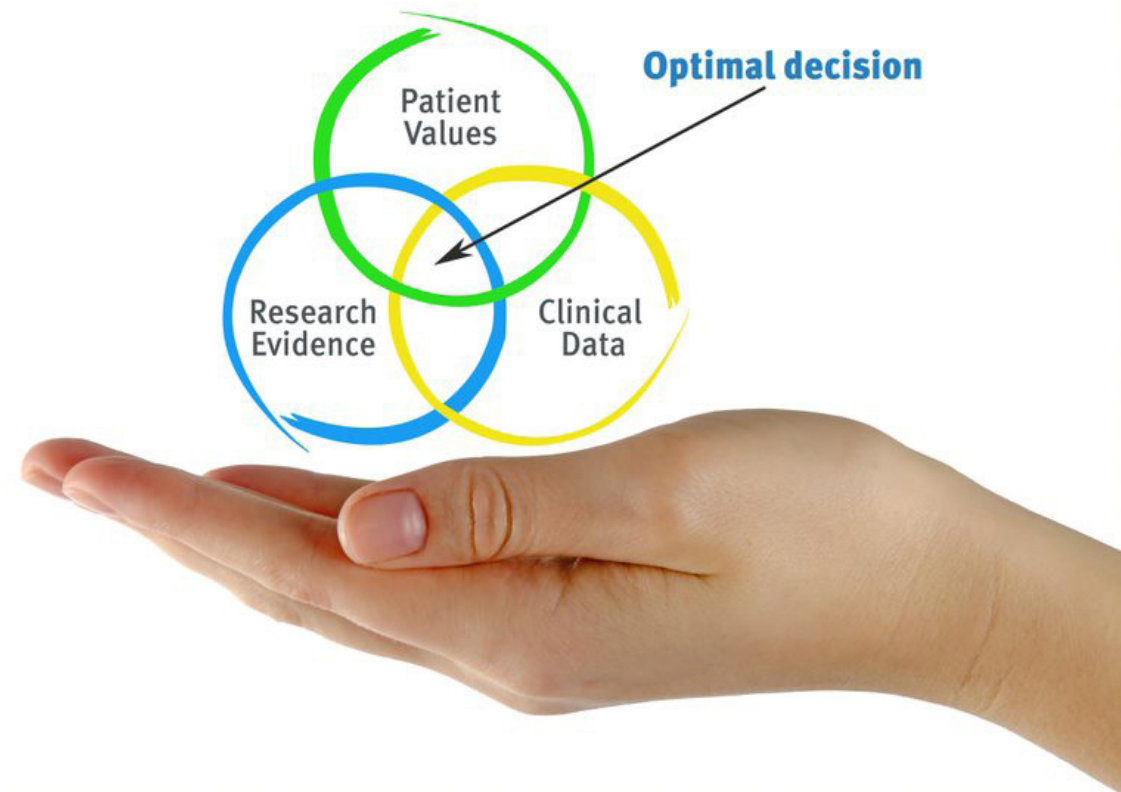 Optimal decision
Patient
Values
Research
Evidence
Clinical
Data